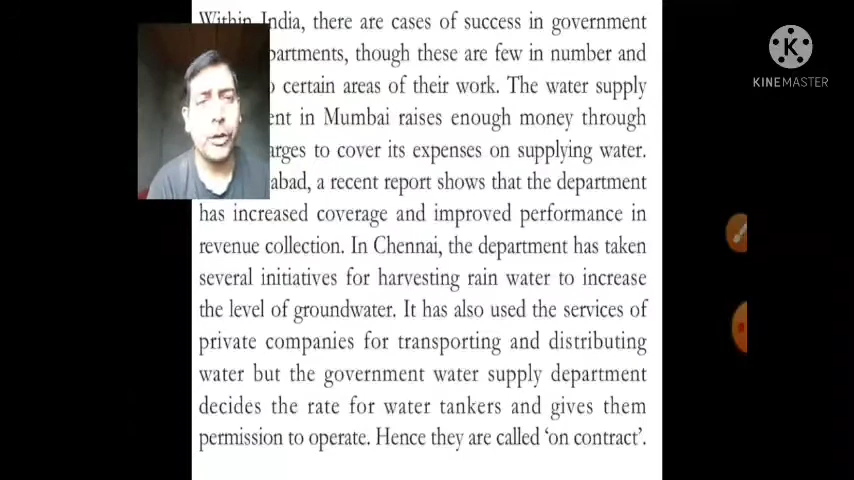 Within India, there are cases of success in government
though these are few in number and
certain areas of their work. The water supply
in Mumbai raises enough money through
to cover its expenses on supplying water.
a recent report shows that the department
has increased coverage and improved performance in
revenue collection. In Chennai, the department has taken
several initiatives for harvesting rain water to increase
the level of groundwater. It has also used the services of
private companies for transporting and distributing
water but the government water supply department
decides the rate for water tankers and gives them
permission to operate. Hence they are called ‘on contract’.
K
KINEMASTER